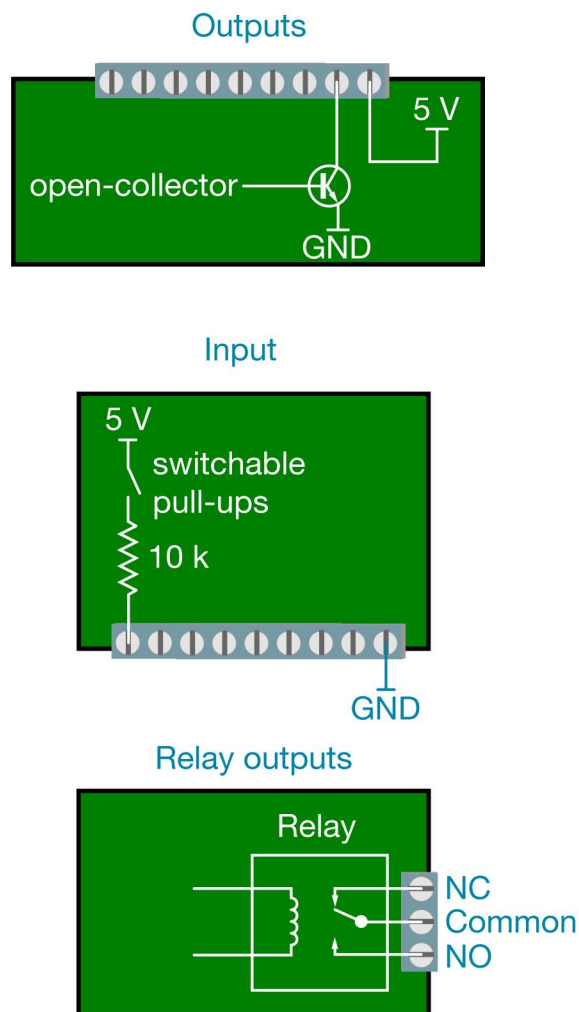 Outputs
5 V
open-collector
GND
Input
5 V
switchable
pull-ups
10 k
GND
Relay outputs
Relay
NC
Common
NO